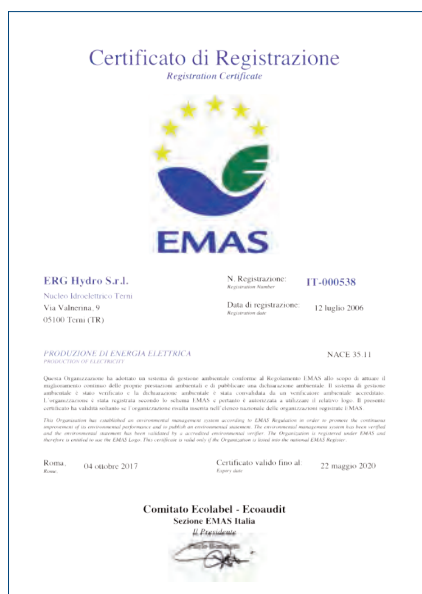 Certificato di Registrazione
Registration Certificate
EMAS
ERG Hydro S.r.l.
Nucleo Idroelettrico Terni
Via Valnerina, 9
05100 Terni (TR)
N. Registrazione: IT-000538
Registration Number
Data di registrazione: 12 luglio 2006
Registration date
PRODUZIONE DI ENERGIA ELETTRICA NACE 35.11
PRODUCTION OF ELECTRICITY
Questa Organizzazione ha adottato un sistema di gestione ambientale conforme al Regolamento EMAS allo scopo di attuare il
miglioramento continuo delle proprie prestazioni ambientali e di pubblicare una dichiarazione ambientale. Il sistema di gestione
ambientale è stato verificato e la dichiarazione ambientale è stata convalidata da un verificatore ambientale accreditato.
L'organizzazione è stata registrata secondo lo schema EMAS e pertanto è autorizzata a utilizzare il relativo logo. Il presente
certificato ha validità soltanto se l'organizzazione risulta inserita nell'elenco nazionale delle organizzazioni registrate EMAS.
This Organisation has established an environmental management system according to EMAS Regulation in order to promote the continuous
improvement of its environmental performance and to publish an environmental statement. The environmental management system has been verified
and the environmental statement has been validated by a accredited environmental verifier. The Organization is registered under EMAS and
therefore is entitled to use the EMAS Logo. This certificate is valid only if the Organization is listed into the national EMAS Register.
Roma, 04 ottobre 2017
Rome,
Certificato valido fino al: 22 maggio 2020
Expiry date
Comitato Ecolabel - Ecoaudit
Sezione EMAS Italia
Il Presidente